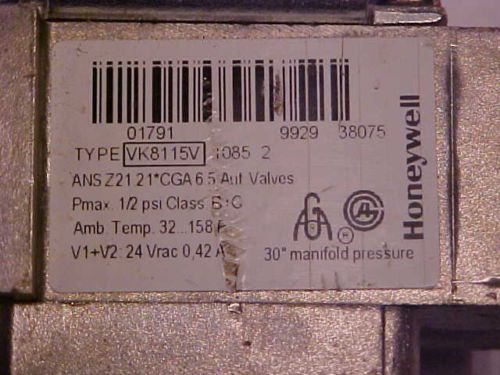 01791 9929 38075
TYPE VK8115V 1085 2
ANS Z21 21*CGA 6.5 Aut Valves
Pmax. 1/2 psi Class B+C
Amb. Temp. 32...158 F
V1+V2: 24 Vrac 0,42 A
30" manifold pressure
Honeywell